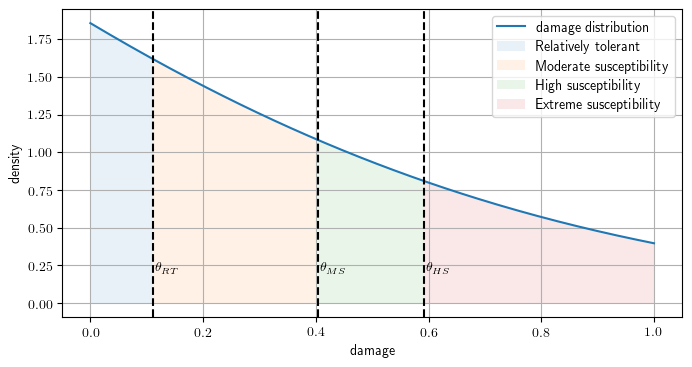 damage distribution
Relatively tolerant
Moderate susceptibility
High susceptibility
Extreme susceptibility
1.75
1.50
1.25
1.00
0.75
0.50
0.25
0.00
density
θ_RT
θ_MS
θ_HS
0.0
0.2
0.4
0.6
0.8
1.0
damage